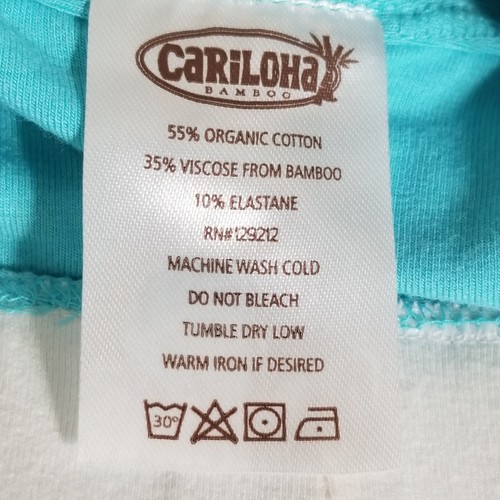 CARILOHA
BAMBOO
55% ORGANIC COTTON
35% VISCOSE FROM BAMBOO
10% ELASTANE
RN#129212
MACHINE WASH COLD
DO NOT BLEACH
TUMBLE DRY LOW
WARM IRON IF DESIRED
30°